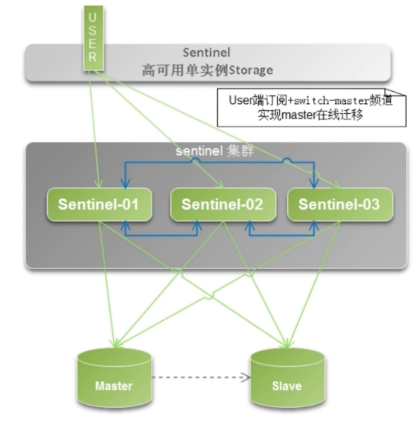 USER
Sentinel
高可用单实例Storage
User端订阅+switch-master频道
实现master在线迁移
sentinel 集群
Sentinel-01
Sentinel-02
Sentinel-03
Master
Slave